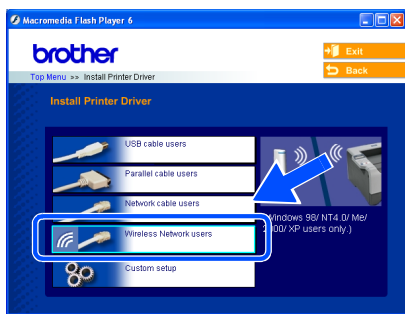 Macromedia Flash Player 6
brother
Exit
Back
Top Menu >> Install Printer Driver
Install Printer Driver
USB cable users
Parallel cable users
Network cable users
Wireless Network users
Custom setup
Windows 98/ NT4.0/ Me/
2000/ XP users only.)